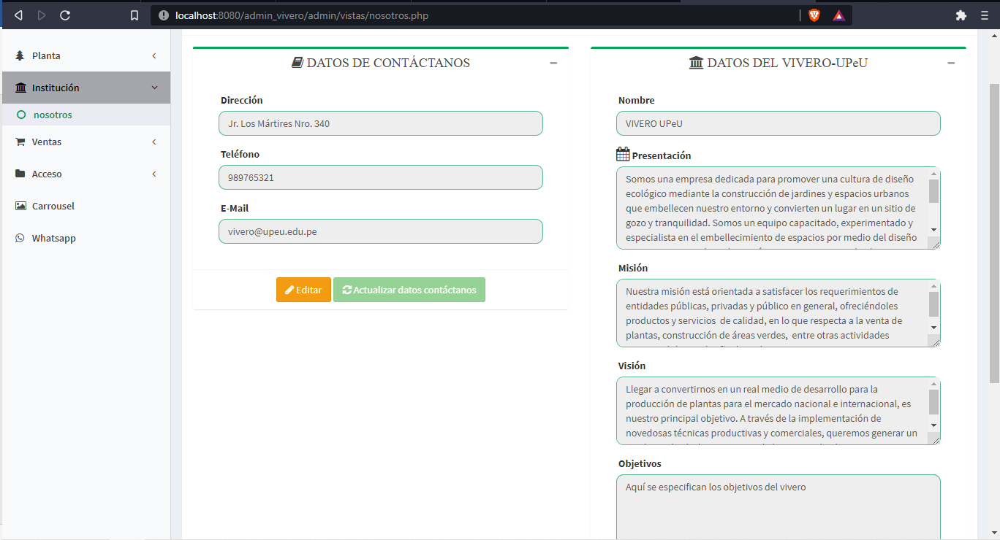 localhost:8080/admin_vivero/admin/vistas/nosotros.php
Planta
Institución
nosotros
Ventas
Acceso
Carrousel
Whatsapp
DATOS DE CONTÁCTANOS
Dirección
Jr. Los Mártires Nro. 340
Teléfono
989765321
E-Mail
vivero@upeu.edu.pe
Editar
Actualizar datos contáctanos
DATOS DEL VIVERO-UPeU
Nombre
VIVERO UPeU
Presentación
Somos una empresa dedicada para promover una cultura de diseño
ecológico mediante la construcción de jardines y espacios urbanos
que embellecen nuestro entorno y convierten un lugar en un sitio de
gozo y tranquilidad. Somos un equipo capacitado, experimentado y
especialista en el embellecimiento de espacios por medio del diseño
Misión
Nuestra misión está orientada a satisfacer los requerimientos de
entidades públicas, privadas y público en general, ofreciéndoles
productos y servicios de calidad, en lo que respecta a la venta de
plantas, construcción de áreas verdes, entre otras actividades
Visión
Llegar a convertirnos en un real medio de desarrollo para la
producción de plantas para el mercado nacional e internacional, es
nuestro principal objetivo. A través de la implementación de
novedosas técnicas productivas y comerciales, queremos generar un
Objetivos
Aquí se especifican los objetivos del vivero